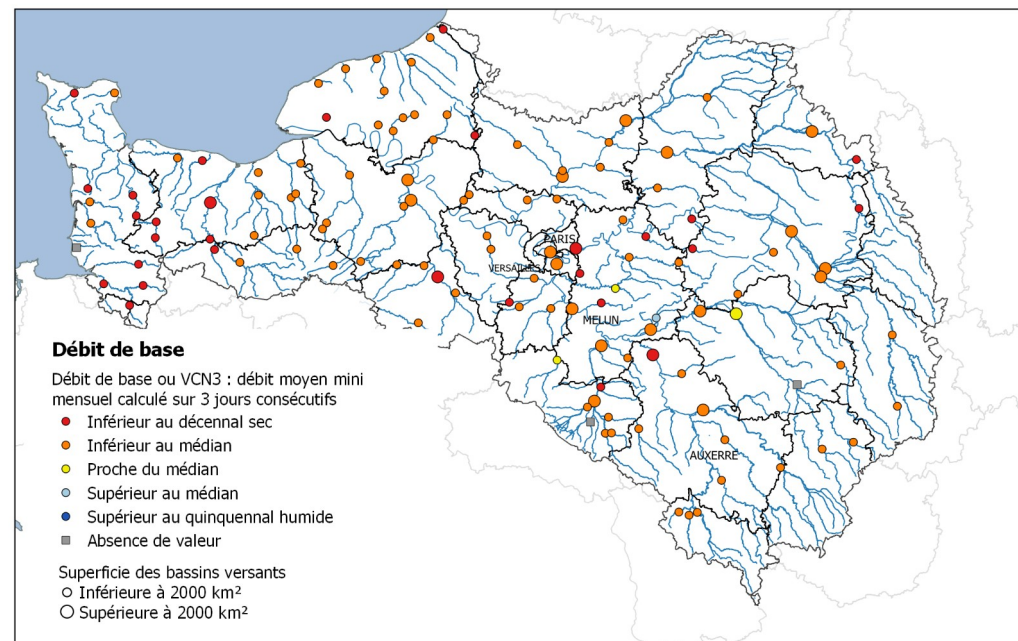 PARIS
VERSAILLES
MELUN
AUXERRE
Débit de base
Débit de base ou VCN3 : débit moyen mini
mensuel calculé sur 3 jours consécutifs
Inférieur au décennal sec
Inférieur au médian
Proche du médian
Supérieur au médian
Supérieur au quinquennal humide
Absence de valeur
Superficie des bassins versants
Inférieure à 2000 km²
Supérieure à 2000 km²